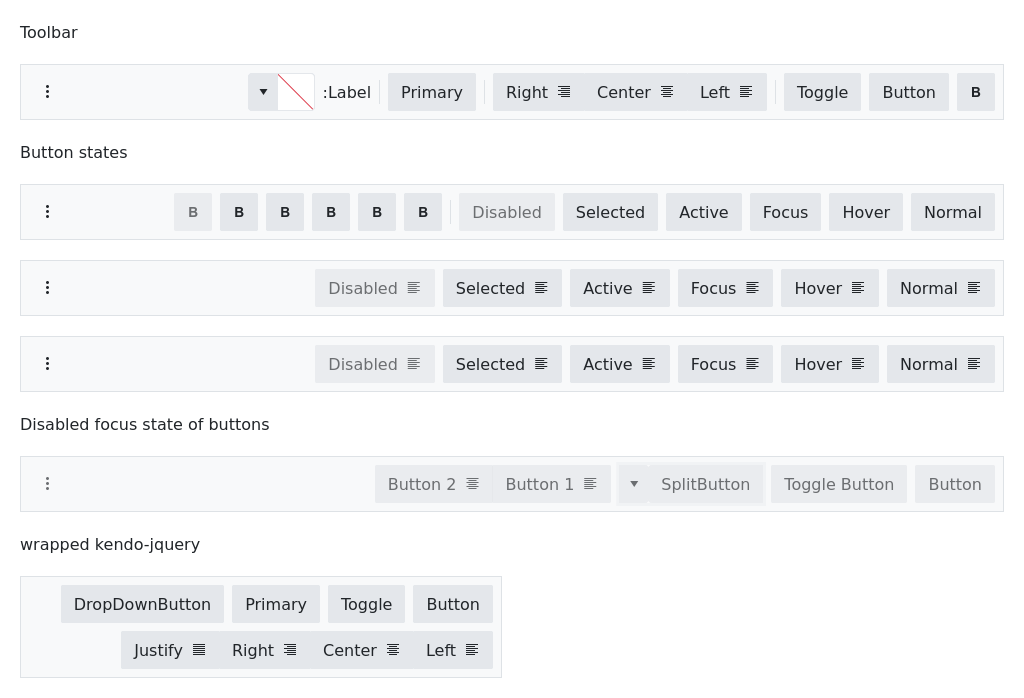 Toolbar
:Label Primary Right Center Left Toggle Button B
Button states
B B B B B B Disabled Selected Active Focus Hover Normal
Disabled Selected Active Focus Hover Normal
Disabled Selected Active Focus Hover Normal
Disabled focus state of buttons
Button 2 Button 1 SplitButton Toggle Button Button
wrapped kendo-jquery
DropDownButton Primary Toggle Button
Justify Right Center Left